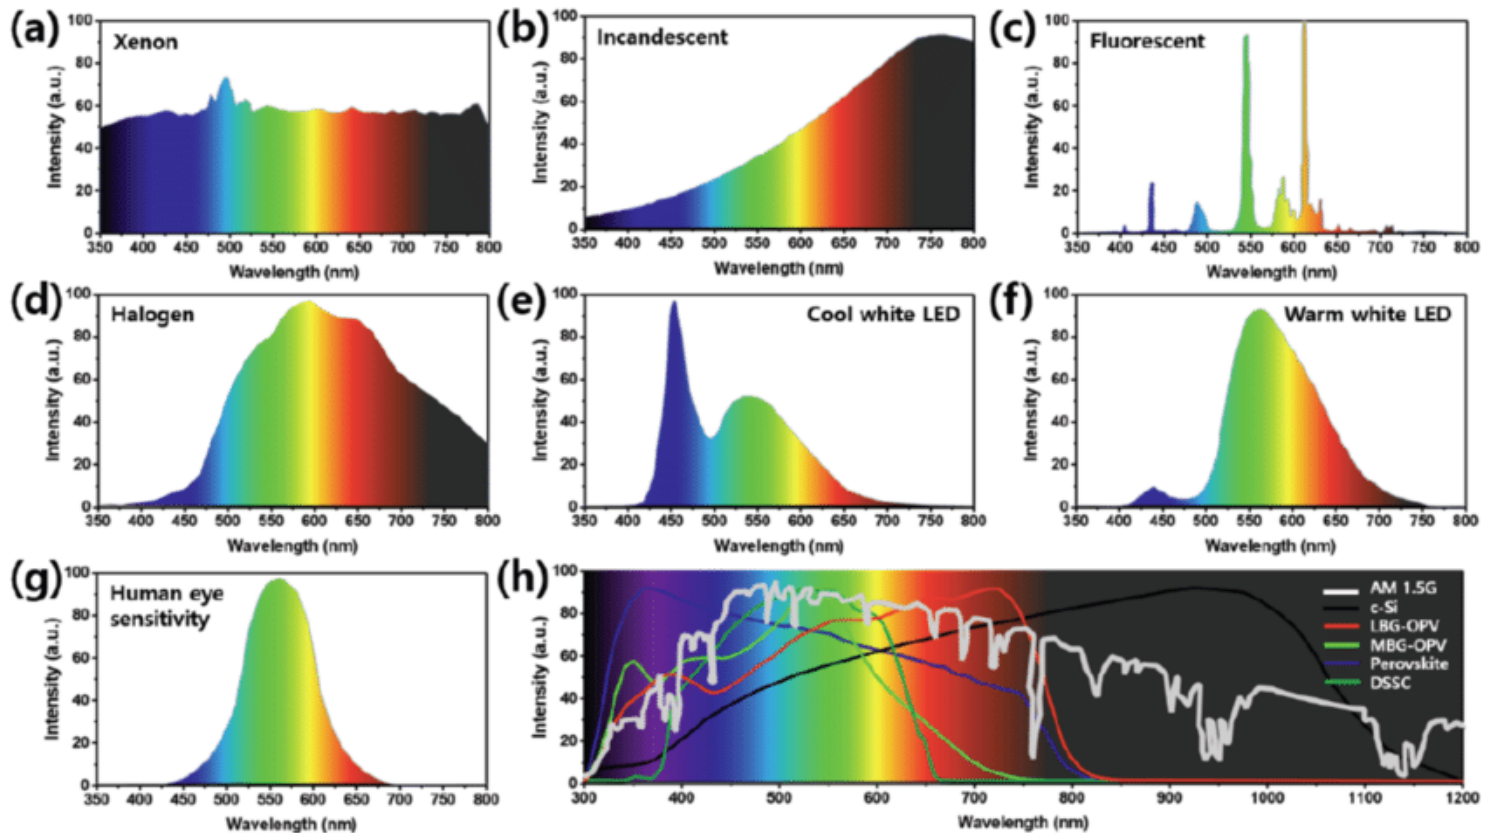 (a)
Xenon
Intensity (a.u.)
100
80
60
40
20
0
350 400 450 500 550 600 650 700 750 800
Wavelength (nm)
(b)
Incandescent
Intensity (a.u.)
100
80
60
40
20
0
350 400 450 500 550 600 650 700 750 800
Wavelength (nm)
(c)
Fluorescent
Intensity (a.u.)
100
80
60
40
20
0
350 400 450 500 550 600 650 700 750 800
Wavelength (nm)
(d)
Halogen
Intensity (a.u.)
100
80
60
40
20
0
350 400 450 500 550 600 650 700 750 800
Wavelength (nm)
(e)
Cool white LED
Intensity (a.u.)
100
80
60
40
20
0
350 400 450 500 550 600 650 700 750 800
Wavelength (nm)
(f)
Warm white LED
Intensity (a.u.)
100
80
60
40
20
0
350 400 450 500 550 600 650 700 750 800
Wavelength (nm)
(g)
Human eye
sensitivity
Intensity (a.u.)
100
80
60
40
20
0
350 400 450 500 550 600 650 700 750 800
Wavelength (nm)
(h)
Intensity (a.u.)
100
80
60
40
20
0
AM 1.5G
c-Si
LBG-OPV
MBG-OPV
Perovskite
DSSC
300 400 500 600 700 800 900 1000 1100 1200
Wavelength (nm)